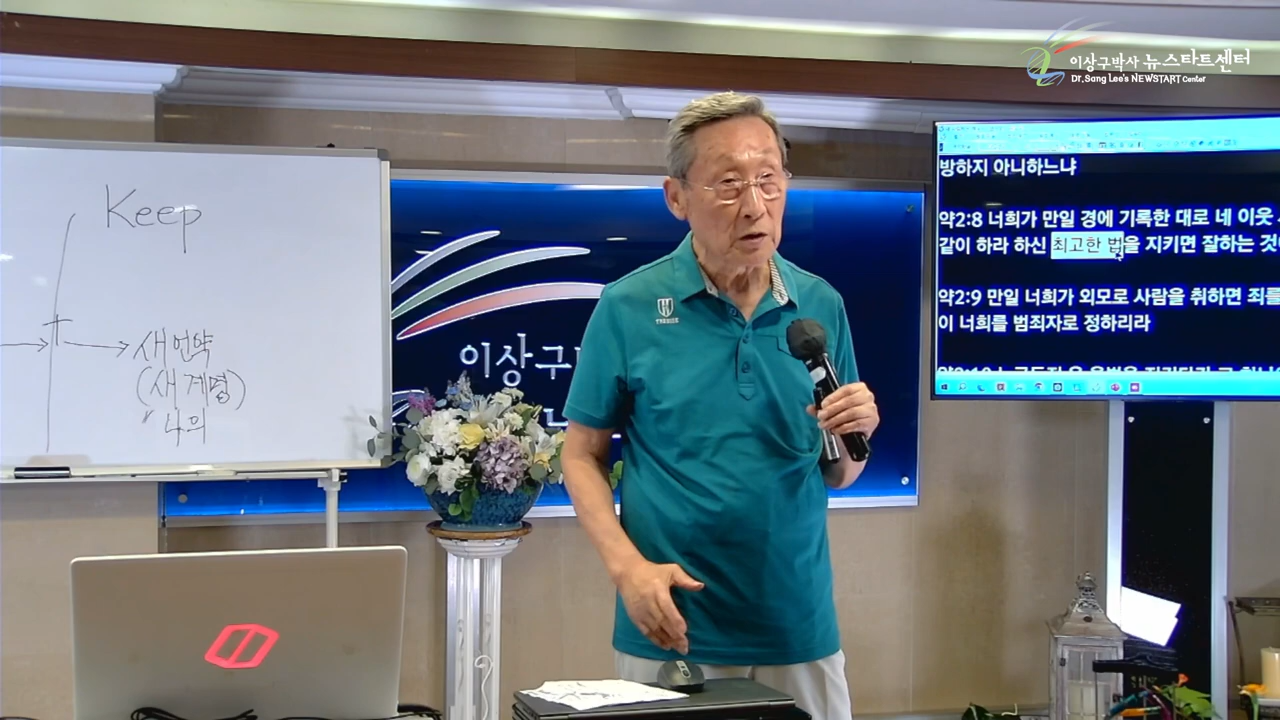 이상구박사 뉴스타트센터
Dr. Sang Lee's NEWSTART Center
Keep
새언약
(새계명)
방하지 아니하느냐
약2:8 너희가 만일 경에 기록한 대로 네 이웃
같이 하라 하신 최고한 법을 지키면 잘하는 것
약2:9 만일 너희가 외모로 사람을 취하면 죄를
이 너희를 범죄자로 정하리라
이상구